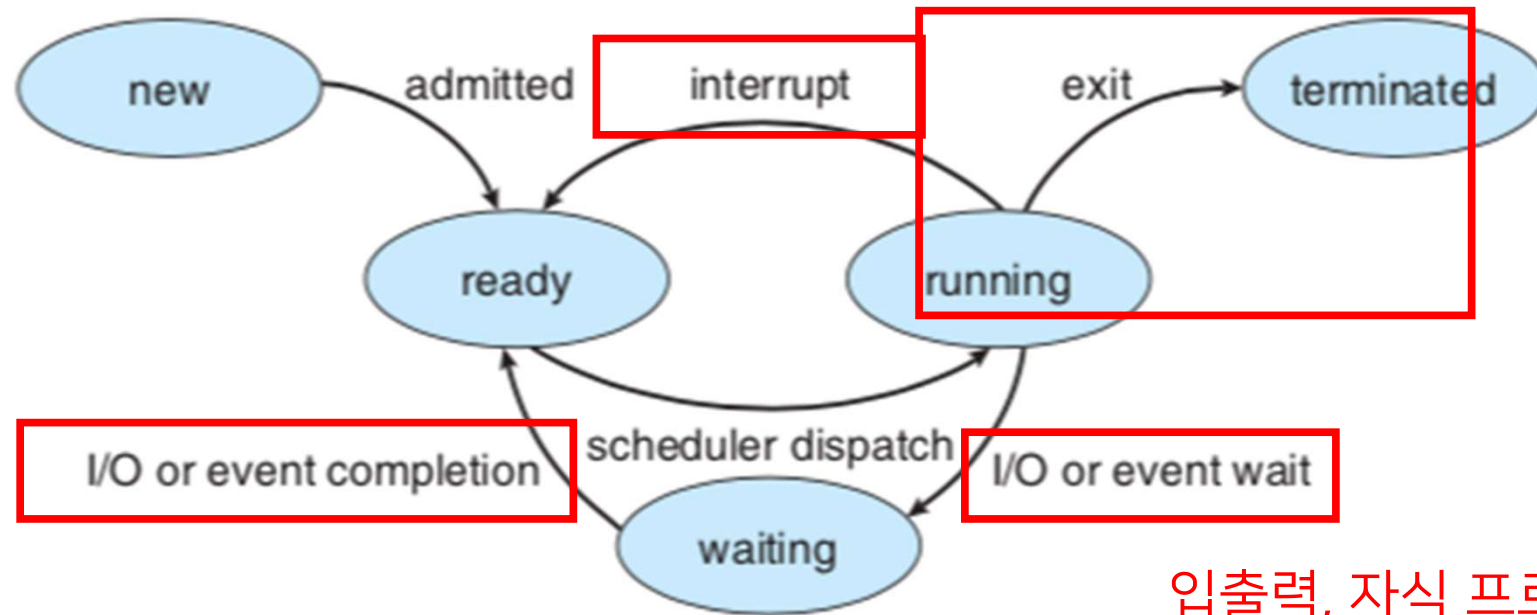 new
admitted
interrupt
exit
terminated
ready
running
I/O or event completion
scheduler dispatch
I/O or event wait
waiting
입출력, 자식